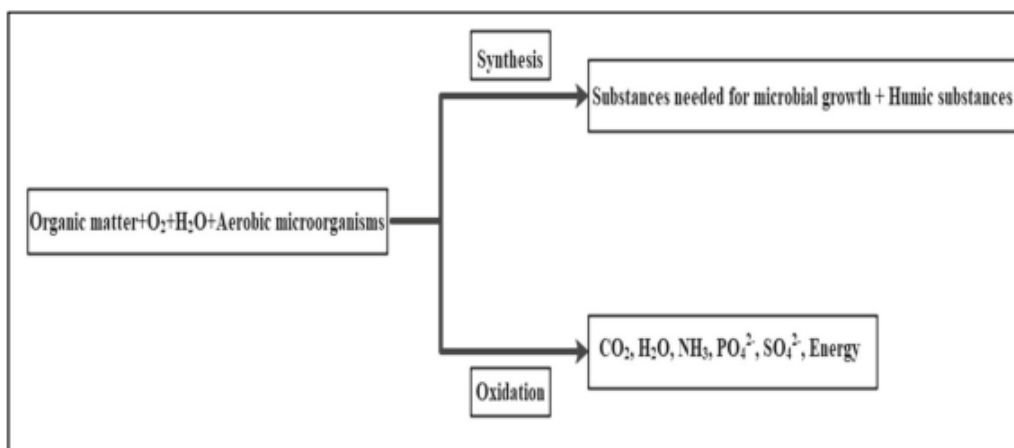 Synthesis
Substances needed for microbial growth + Humic substances
Organic matter+O₂+H₂O+Aerobic microorganisms
CO₂, H₂O, NH₃, PO₄²⁻, SO₄²⁻, Energy
Oxidation